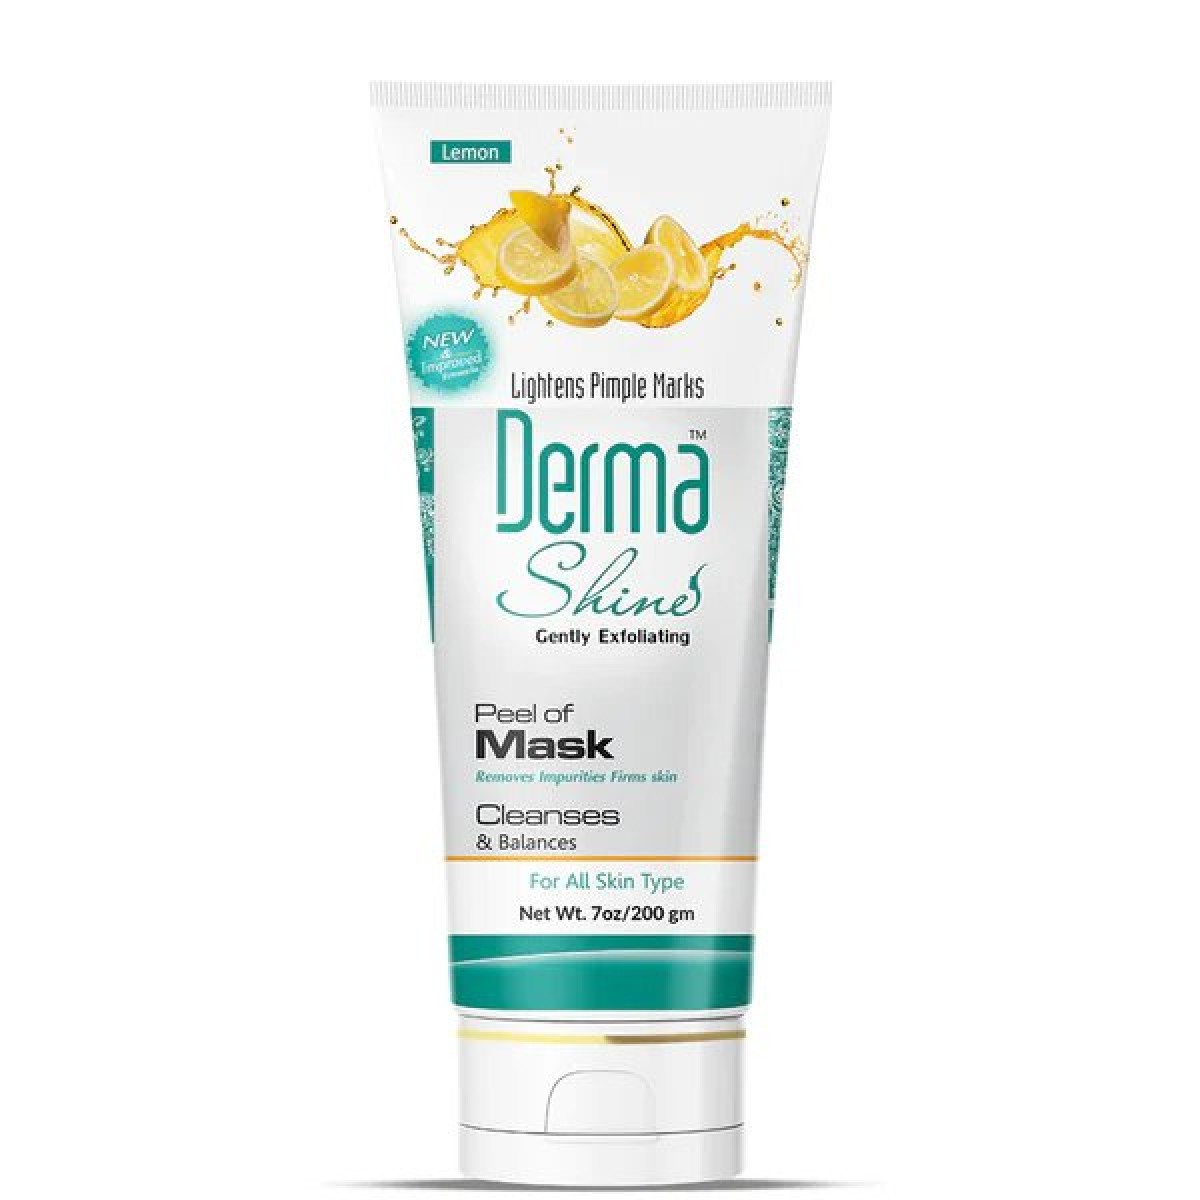 Lemon
NEW
&
Improved
Lightens Pimple Marks
Derma™
Shine
Gently Exfoliating
Peel of
Mask
Removes Impurities Firms skin
Cleanses
& Balances
For All Skin Type
Net Wt. 7oz/200 gm